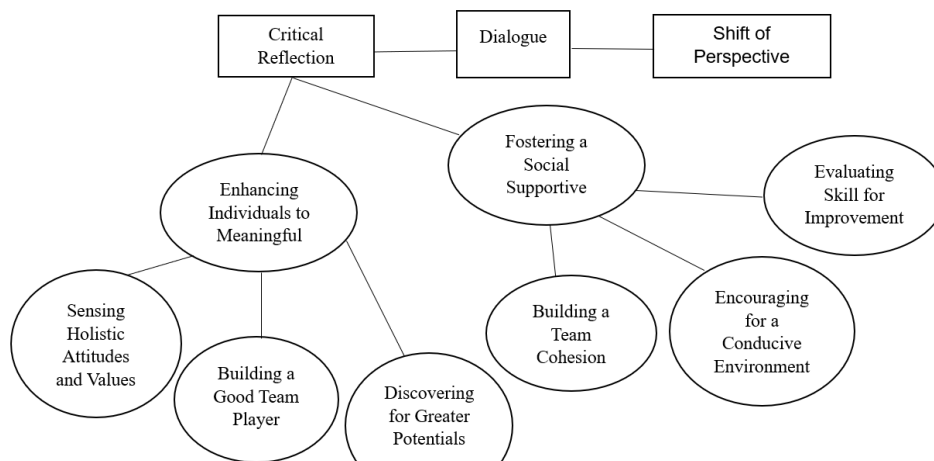 Critical
Reflection
Dialogue
Shift of
Perspective
Fostering a
Social
Supportive
Evaluating
Skill for
Improvement
Enhancing
Individuals to
Meaningful
Sensing
Holistic
Attitudes
and Values
Building a
Good Team
Player
Discovering
for Greater
Potentials
Building a
Team
Cohesion
Encouraging
for a
Conducive
Environment